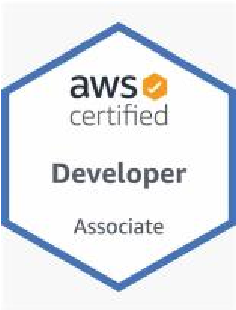 aws
certified
Developer
Associate